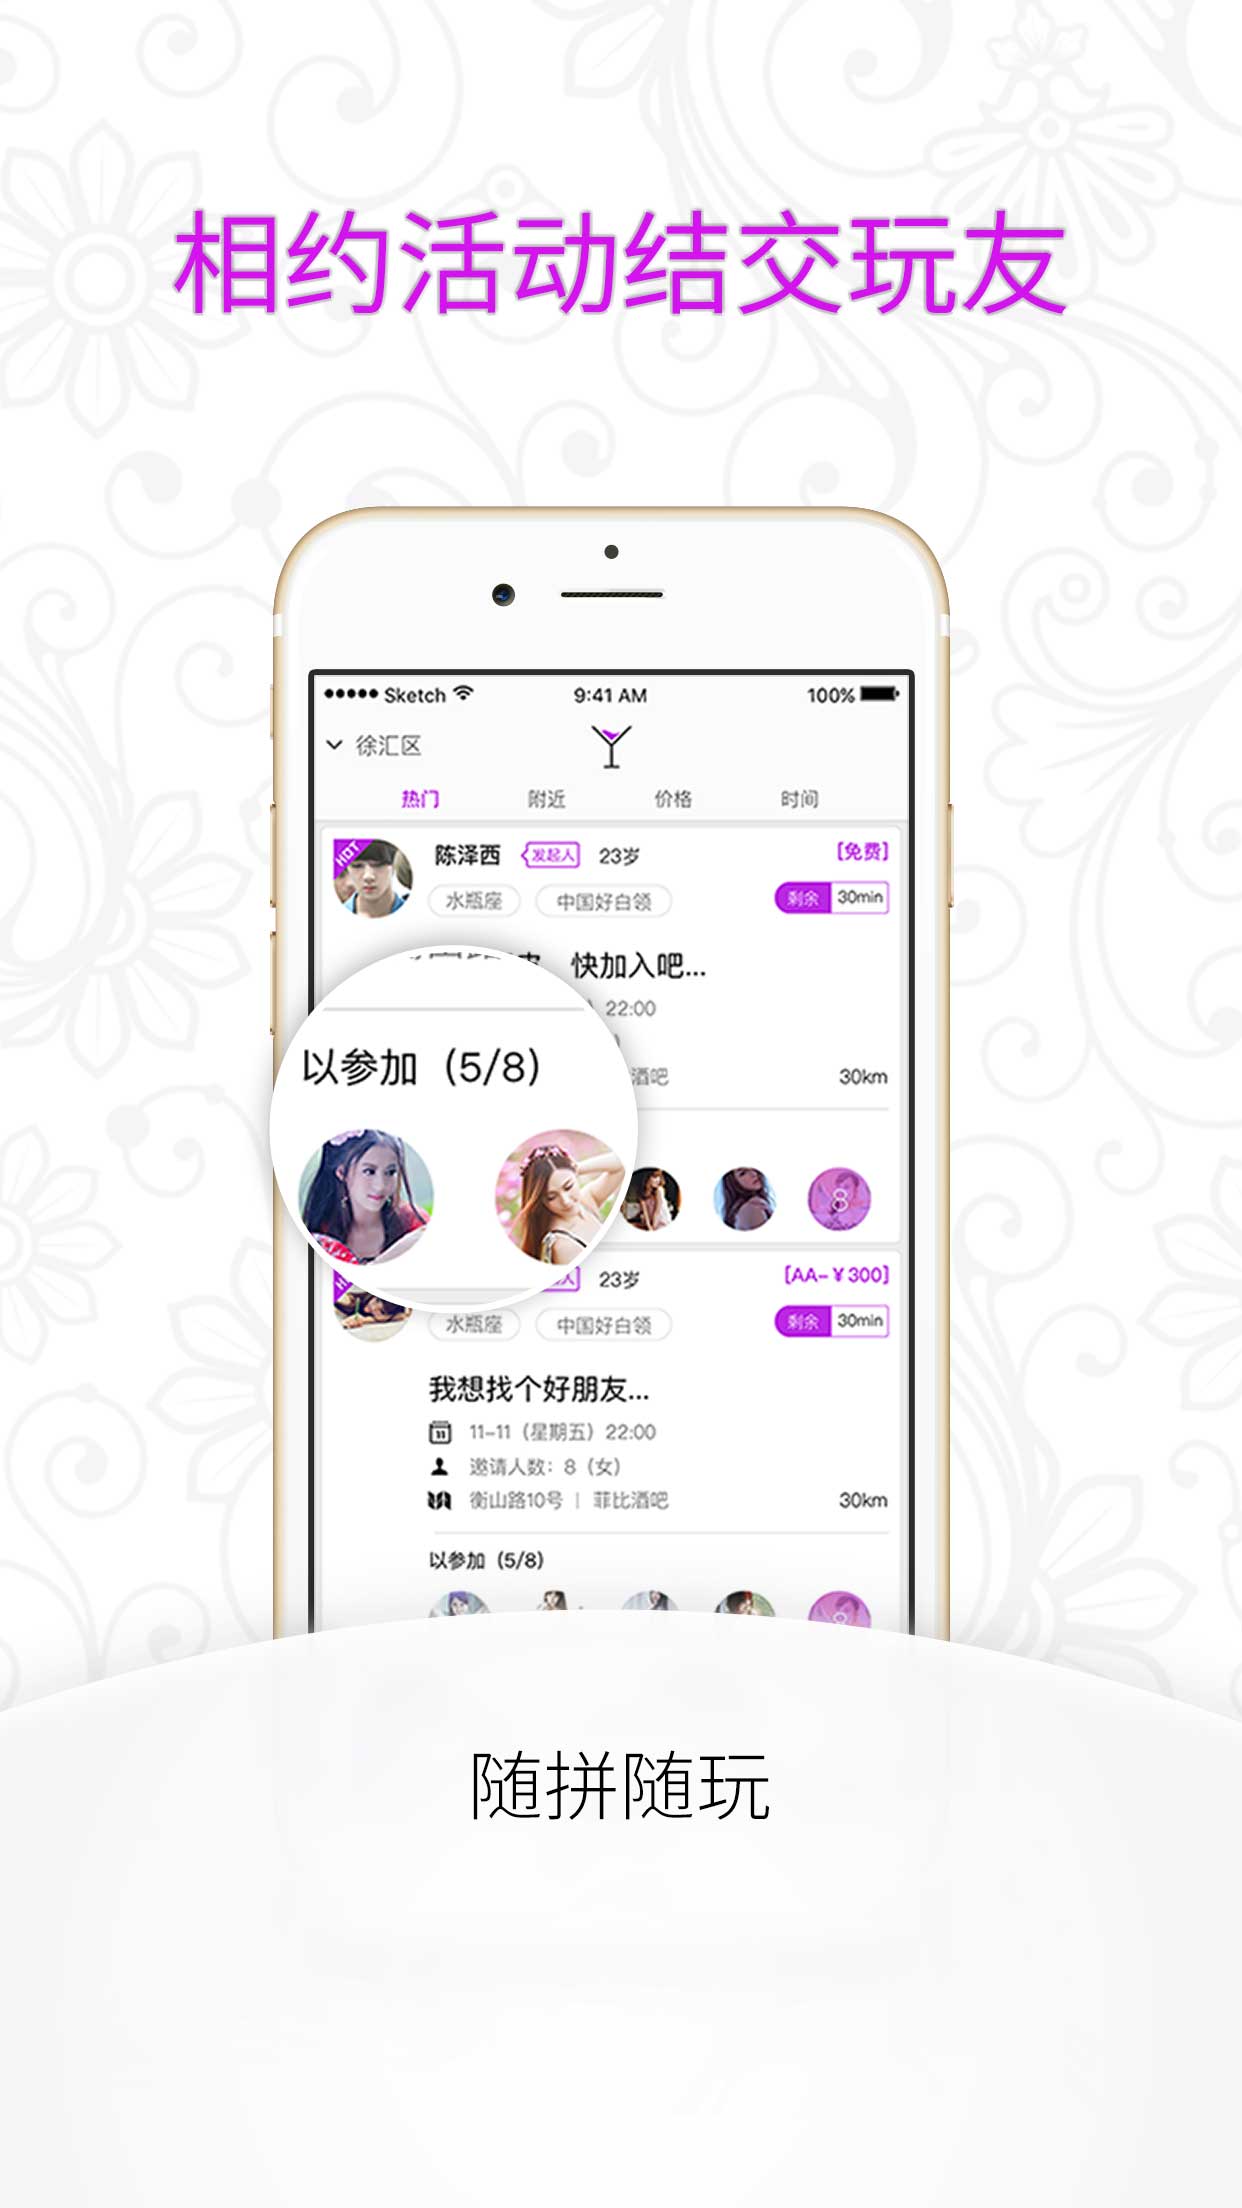 相约活动结交玩友
Sketch 9:41 AM 100%
徐汇区
热门 附近 价格 时间
HOT 陈泽西 发起人 23岁 [免费]
水瓶座 中国好白领 剩余 30min
快加入吧...
22:00
酒吧 30km
以参加（5/8）
8
23岁 [AA-¥300]
水瓶座 中国好白领 剩余 30min
我想找个好朋友...
11-11（星期五）22:00
邀请人数：8（女）
衡山路10号 | 菲比酒吧 30km
以参加（5/8）
8
随拼随玩